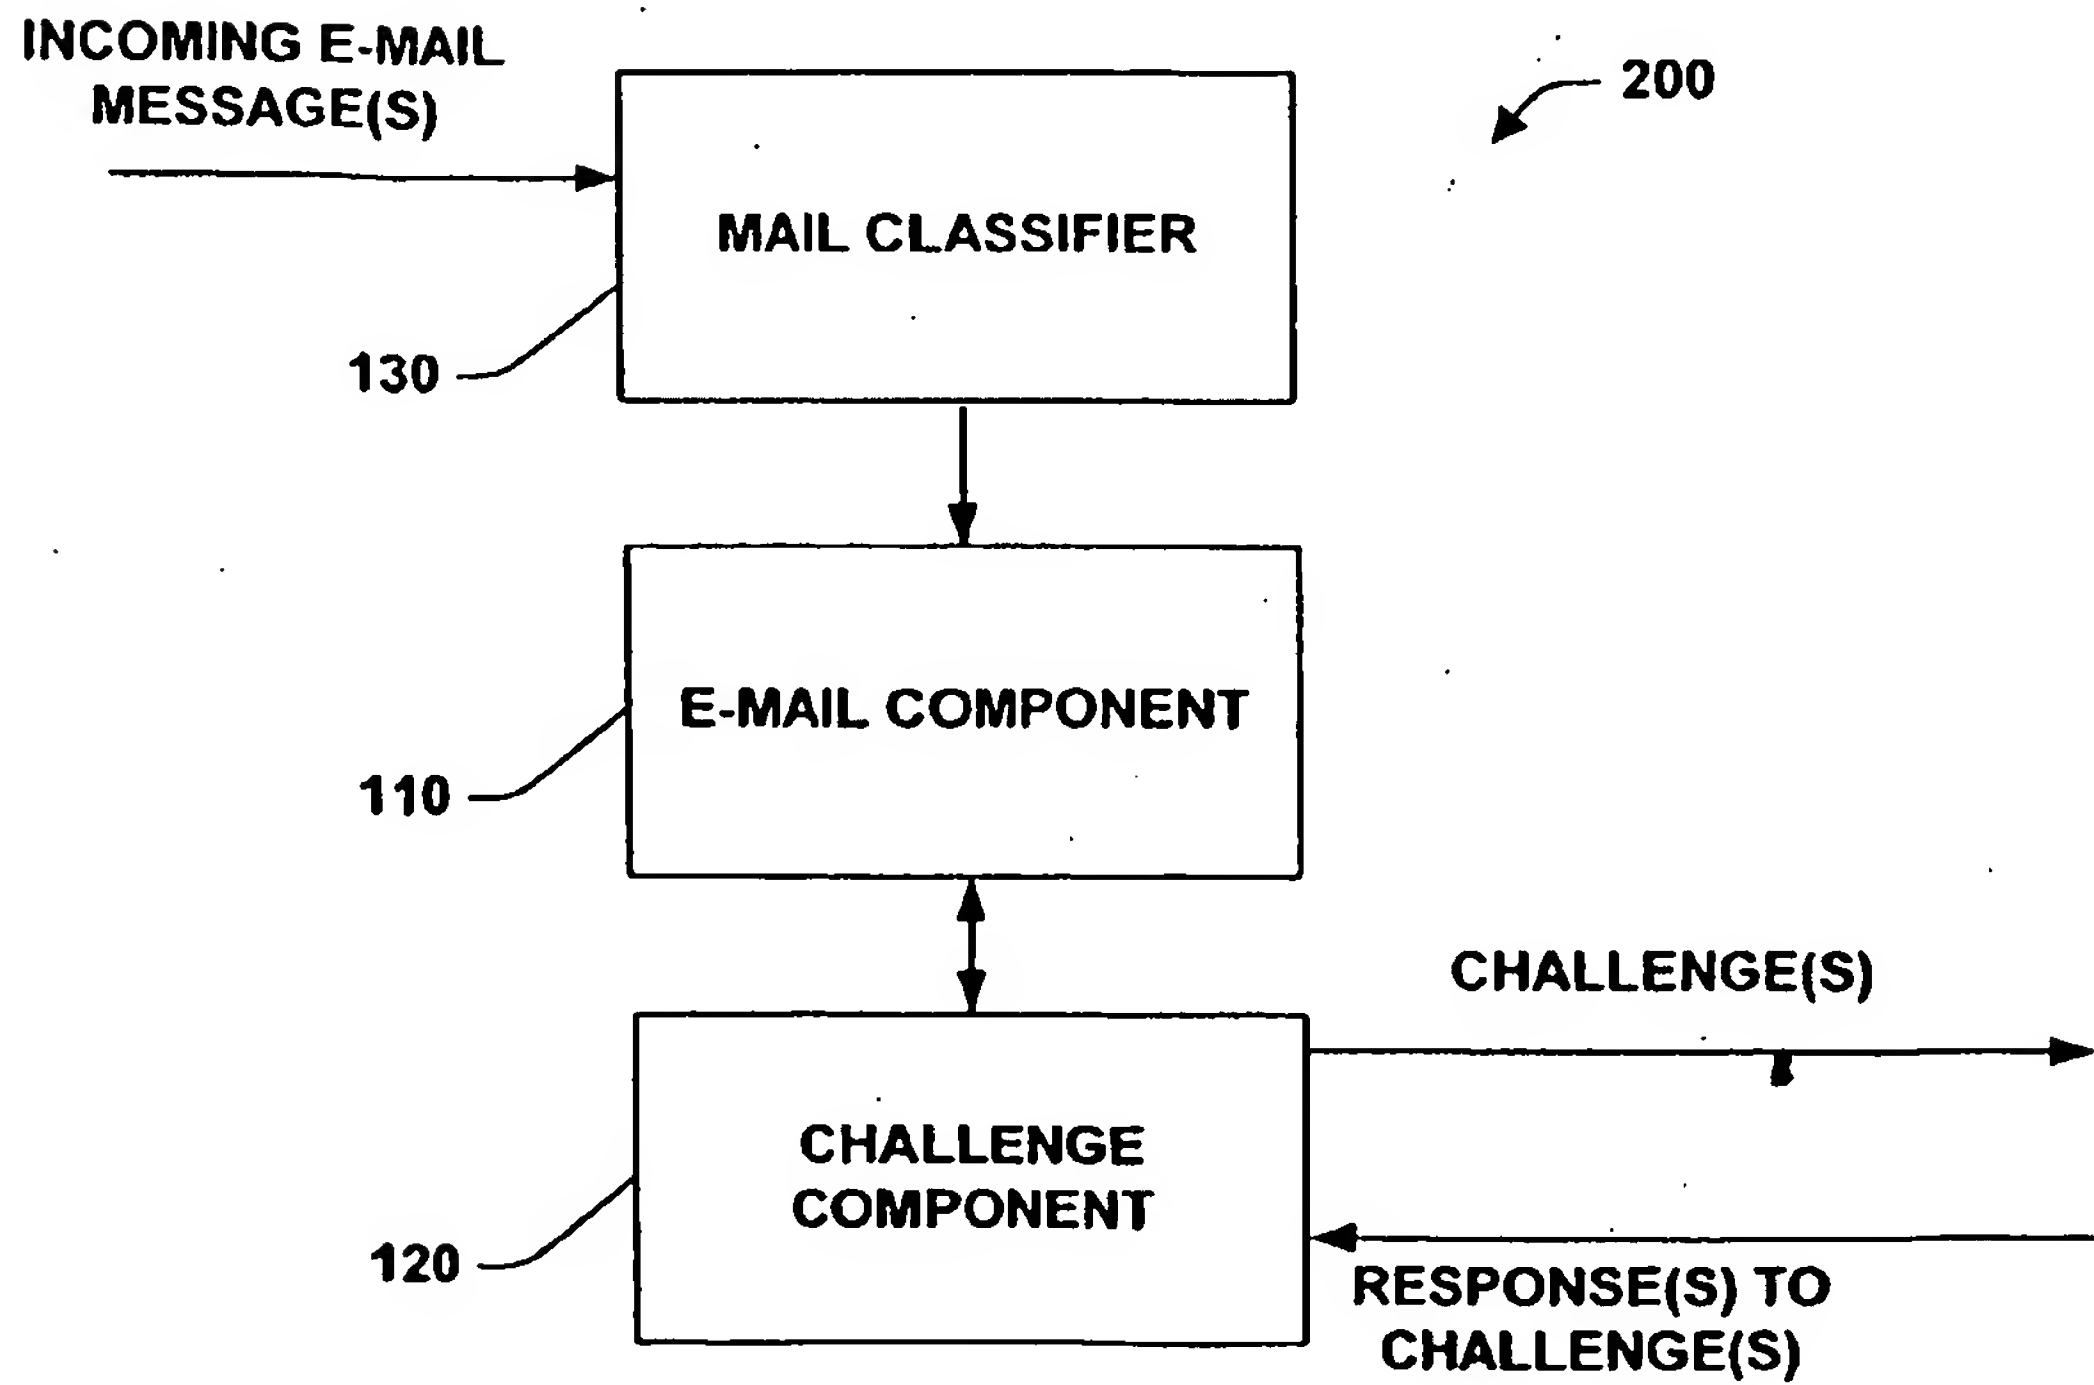 INCOMING E-MAIL
MESSAGE(S)
200
MAIL CLASSIFIER
130
E-MAIL COMPONENT
110
CHALLENGE(S)
CHALLENGE
COMPONENT
120
RESPONSE(S) TO
CHALLENGE(S)